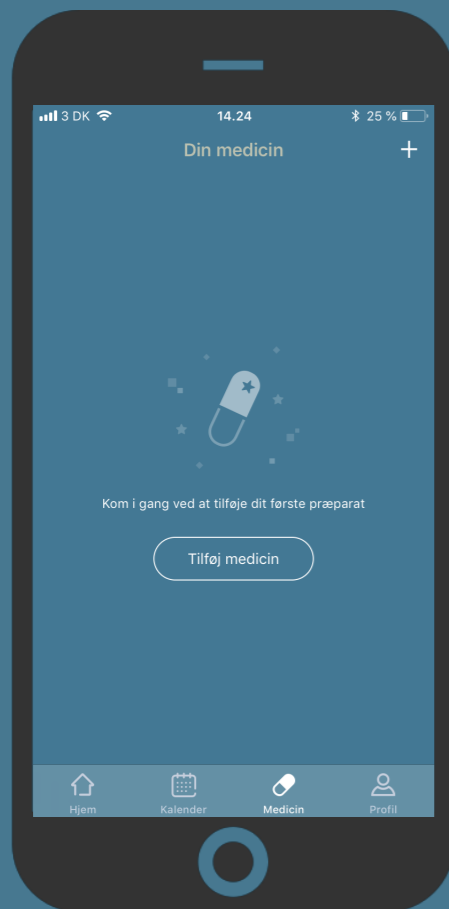 3 DK 14.24 25 %
Din medicin +
Kom i gang ved at tilføje dit første præparat
Tilføj medicin
Hjem Kalender Medicin Profil